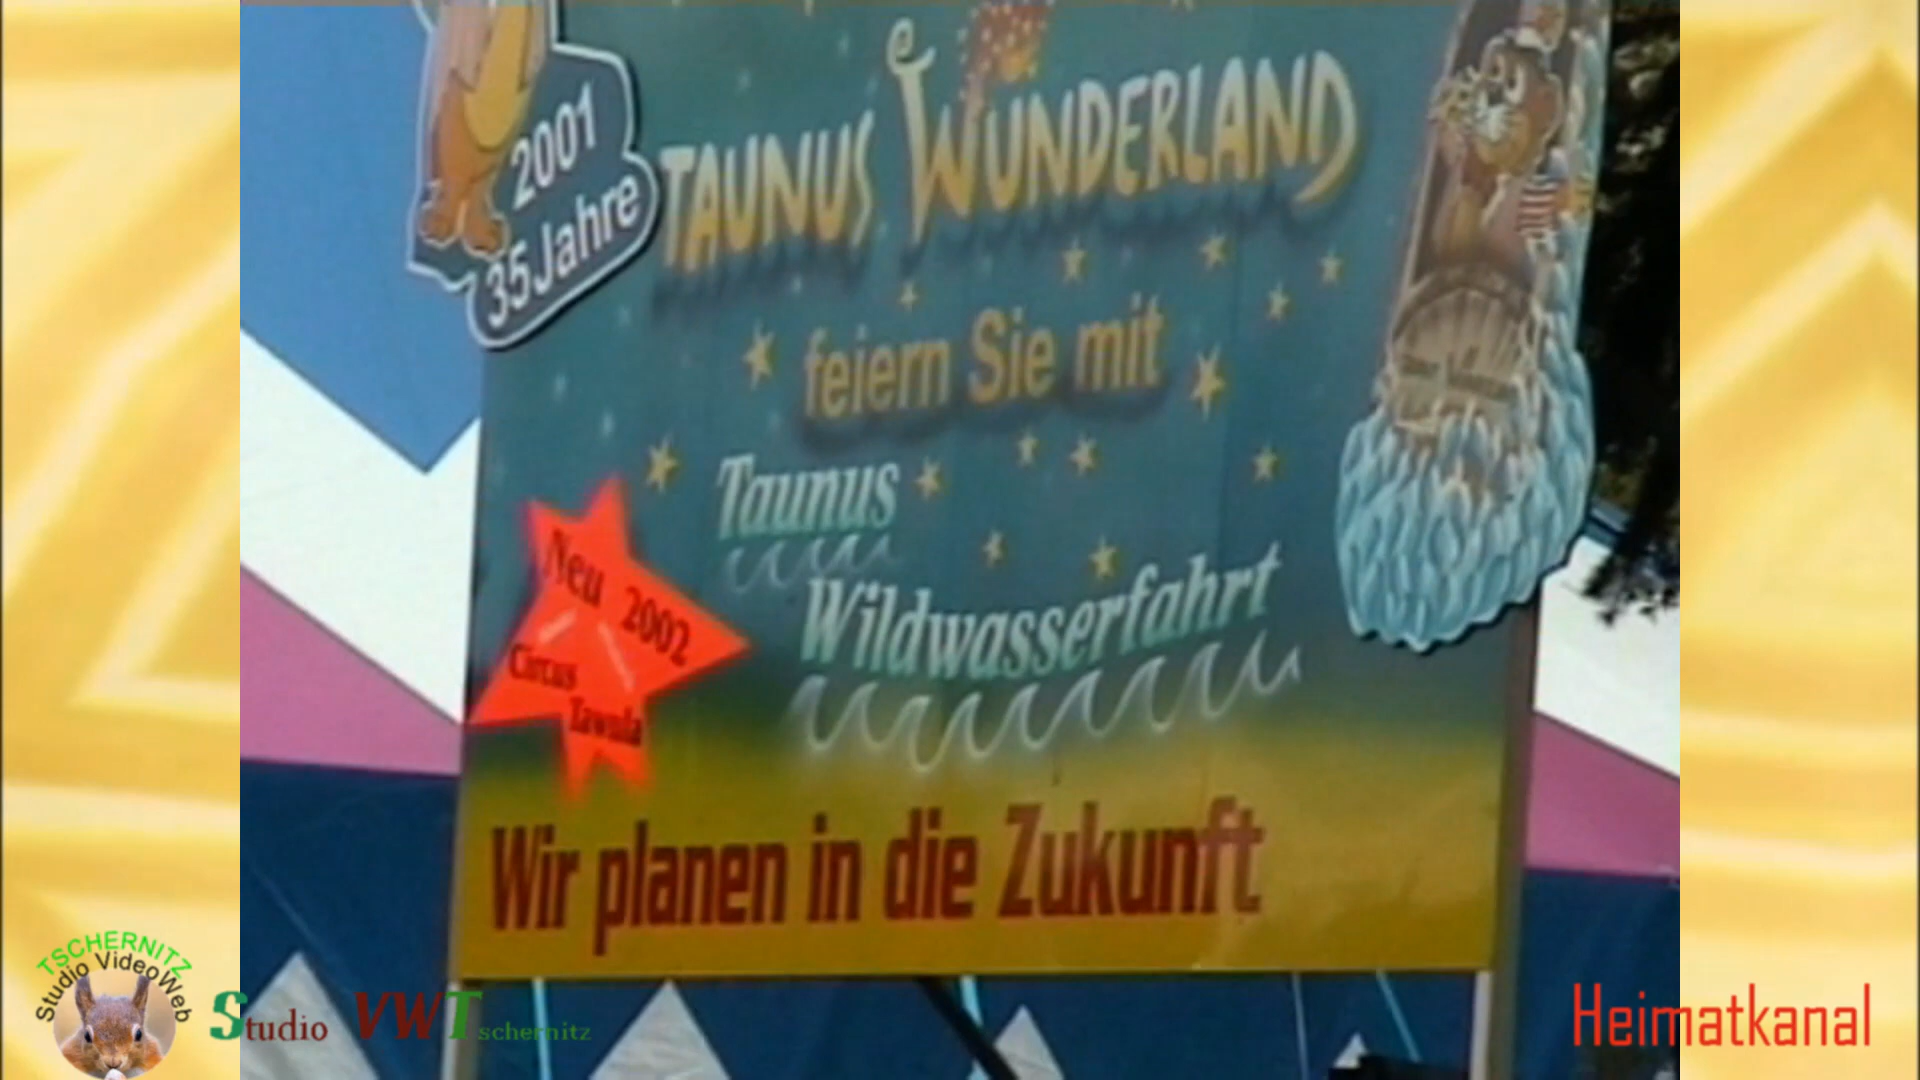 2001
35 Jahre
TAUNUS WUNDERLAND
feiern Sie mit
Taunus
Wildwasserfahrt
Neu 2002
Circus
Tawula
Wir planen in die Zukunft
TSCHERNITZ
Studio VideoWeb
Studio VWTschernitz
Heimatkanal